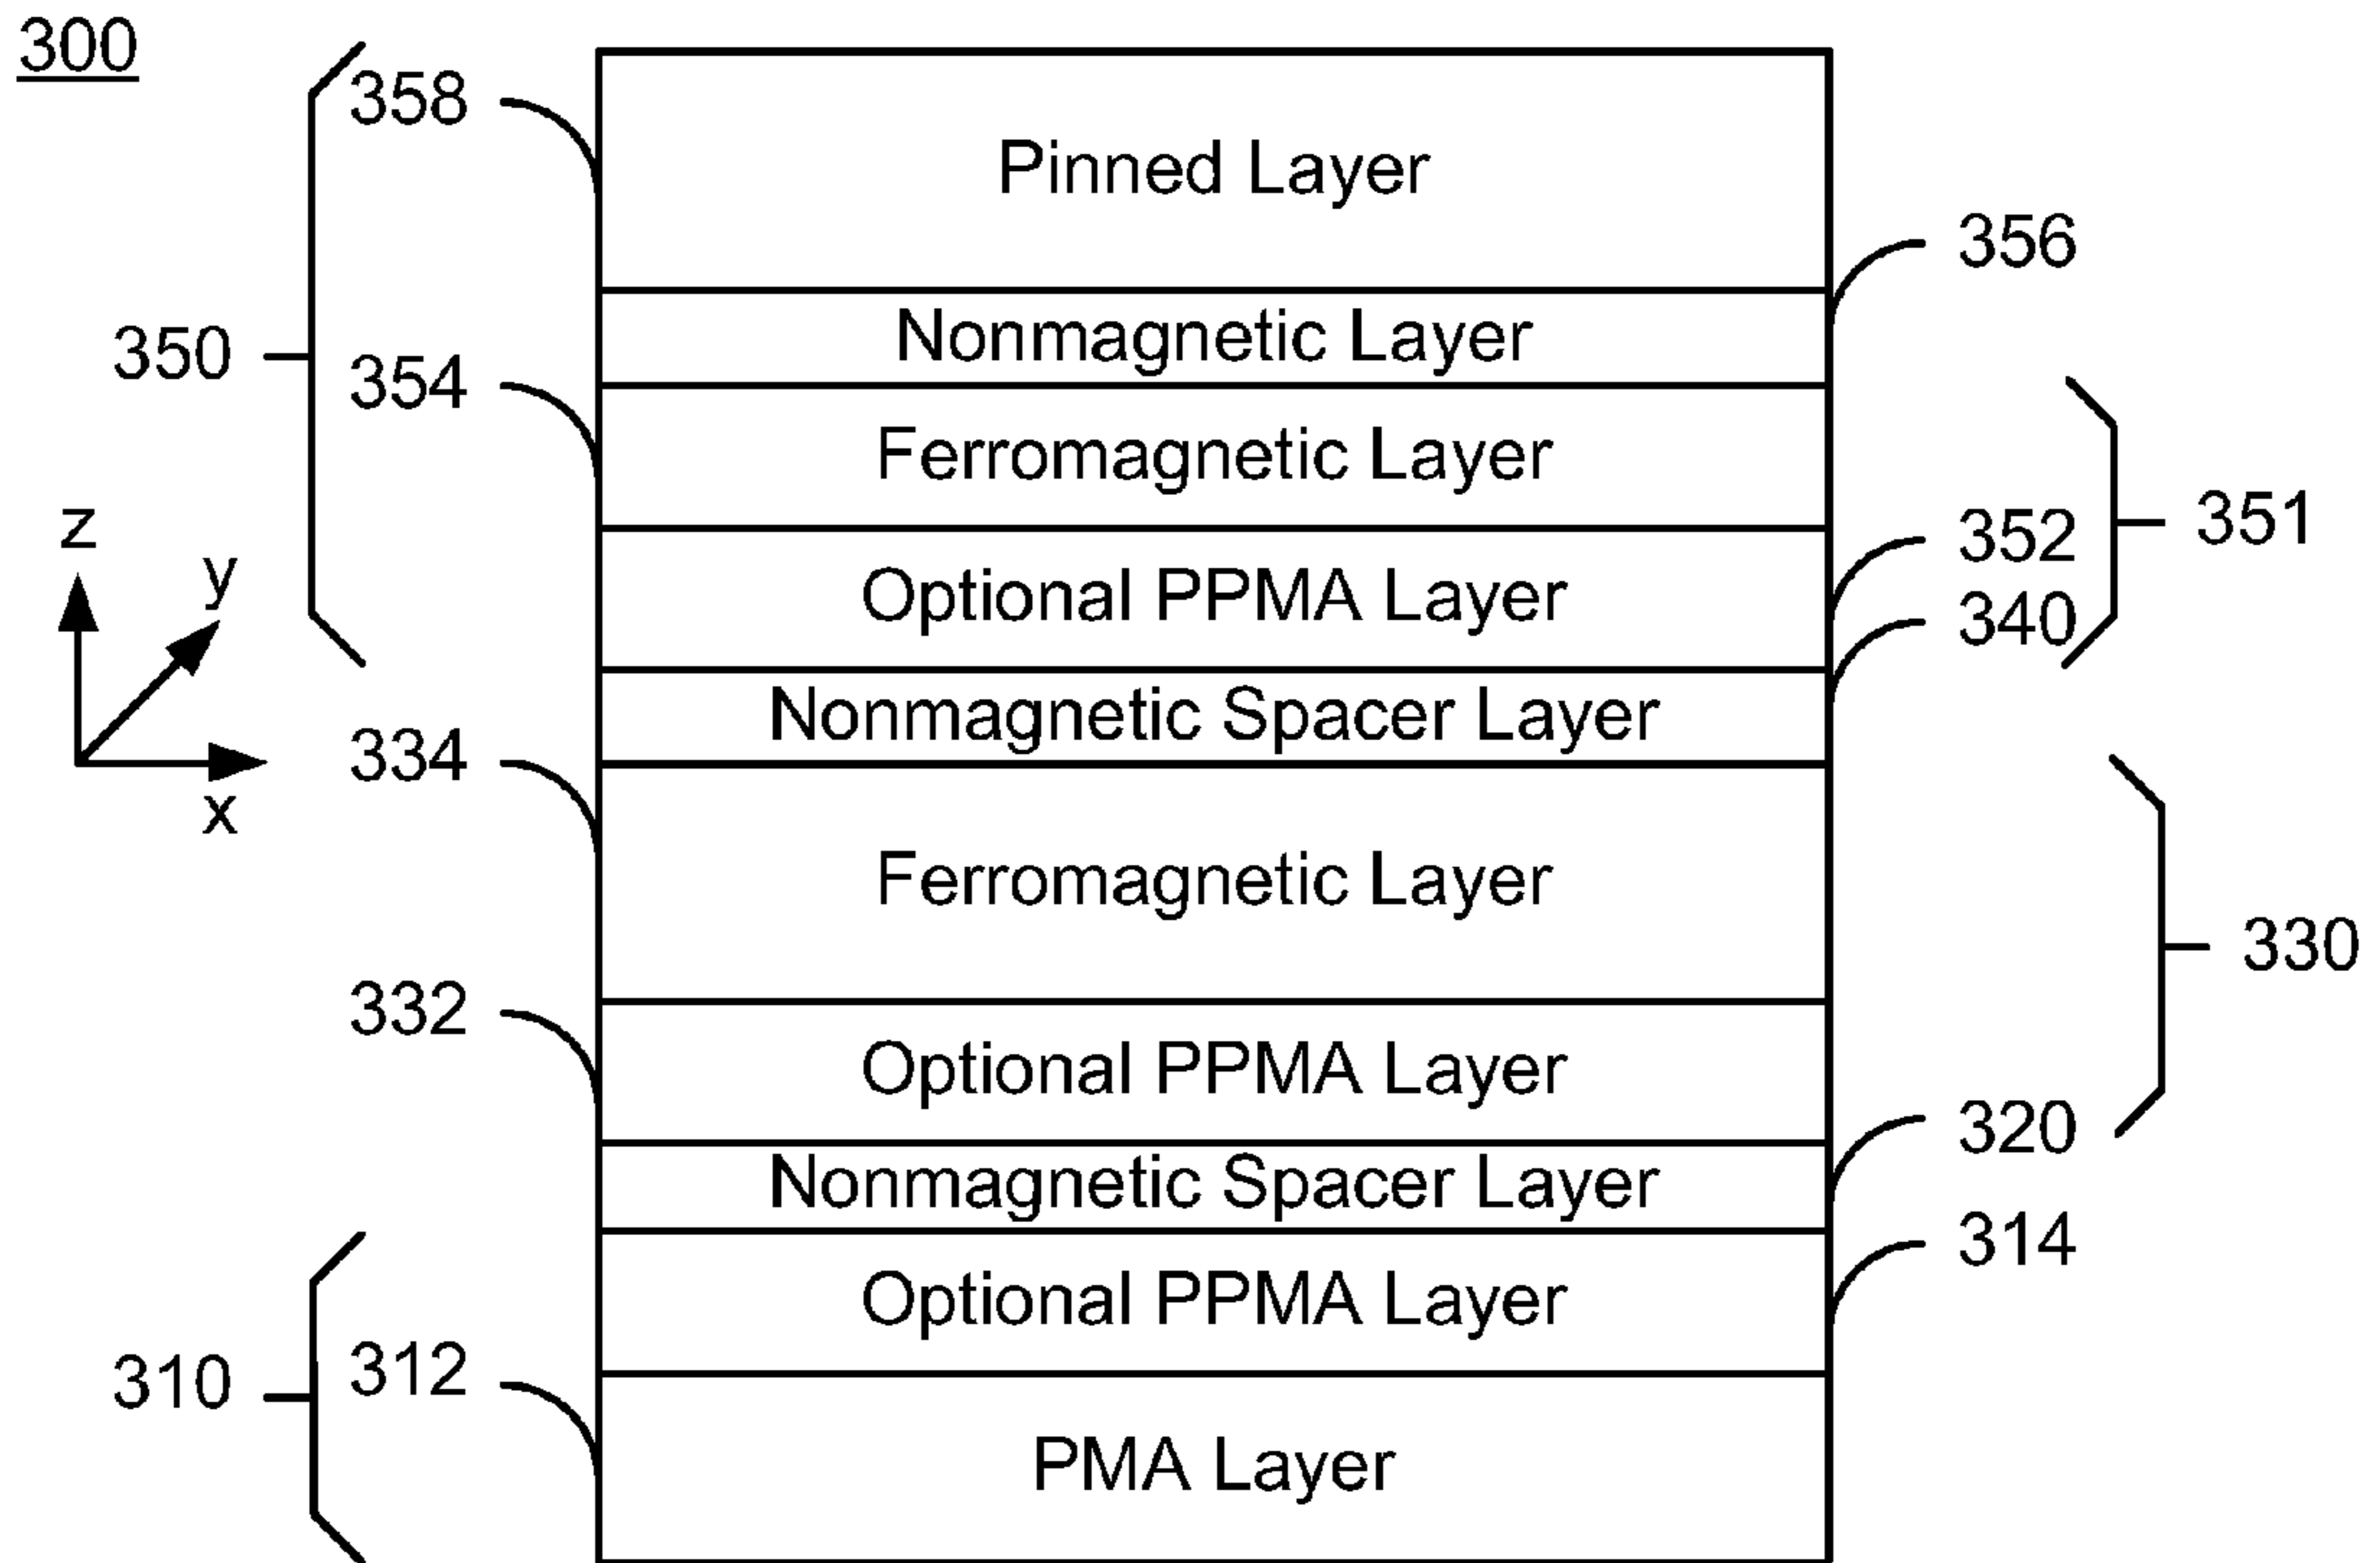 300
358
Pinned Layer
356
Nonmagnetic Layer
350
354
Ferromagnetic Layer
351
352
Optional PPMA Layer
340
z
y
x
Nonmagnetic Spacer Layer
334
Ferromagnetic Layer
330
332
Optional PPMA Layer
320
Nonmagnetic Spacer Layer
314
Optional PPMA Layer
310
312
PMA Layer